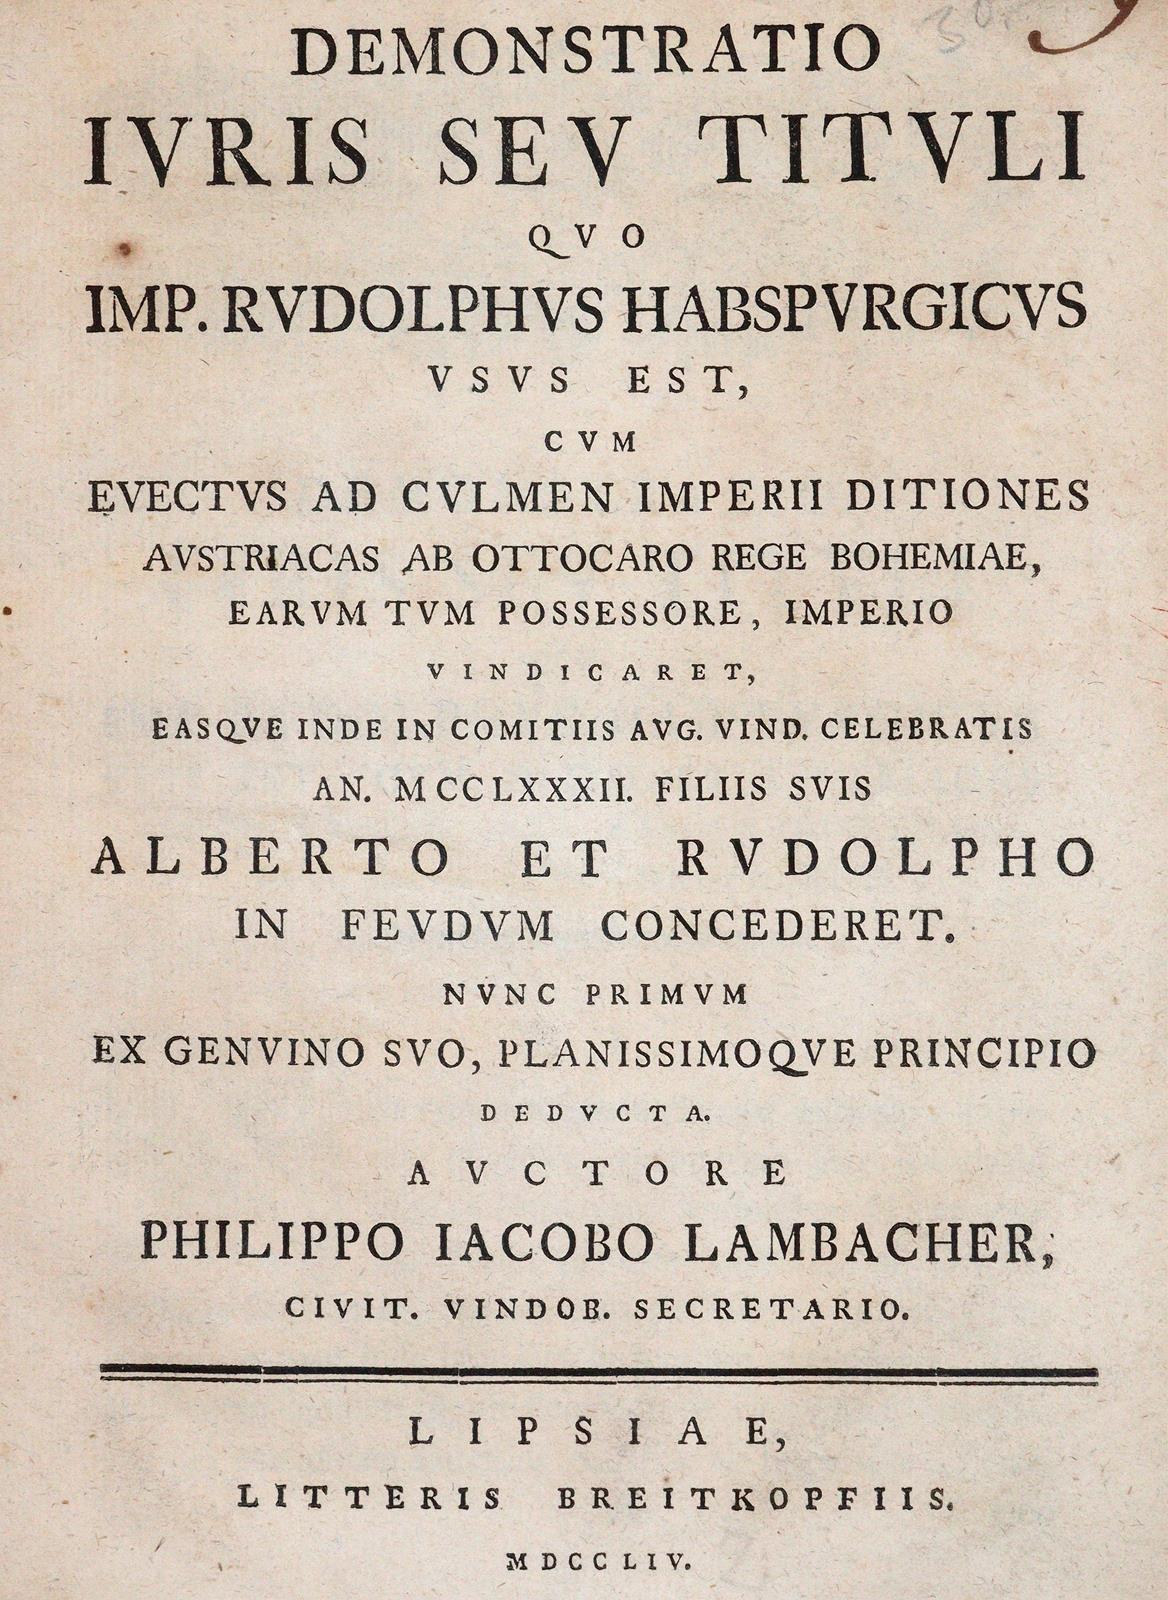 DEMONSTRATIO
IVRIS SEV TITVLI
QVO
IMP. RVDOLPHVS HABSPVRGICVS
VSVS EST,
CVM
EVECTVS AD CVLMEN IMPERII DITIONES
AVSTRIACAS AB OTTOCARO REGE BOHEMIAE,
EARVM TVM POSSESSORE, IMPERIO
VINDICARET,
EASQVE INDE IN COMITIIS AVG. VIND. CELEBRATIS
AN. MCCLXXXII. FILIIS SVIS
ALBERTO ET RVDOLPHO
IN FEVDVM CONCEDERET.
NVNC PRIMVM
EX GENVINO SVO, PLANISSIMOQVE PRINCIPIO
DEDVCTA.
AVCTORE
PHILIPPO IACOBO LAMBACHER,
CIVIT. VINDOB. SECRETARIO.
LIPSIAE,
LITTERIS BREITKOPFIIS.
MDCCLIV.